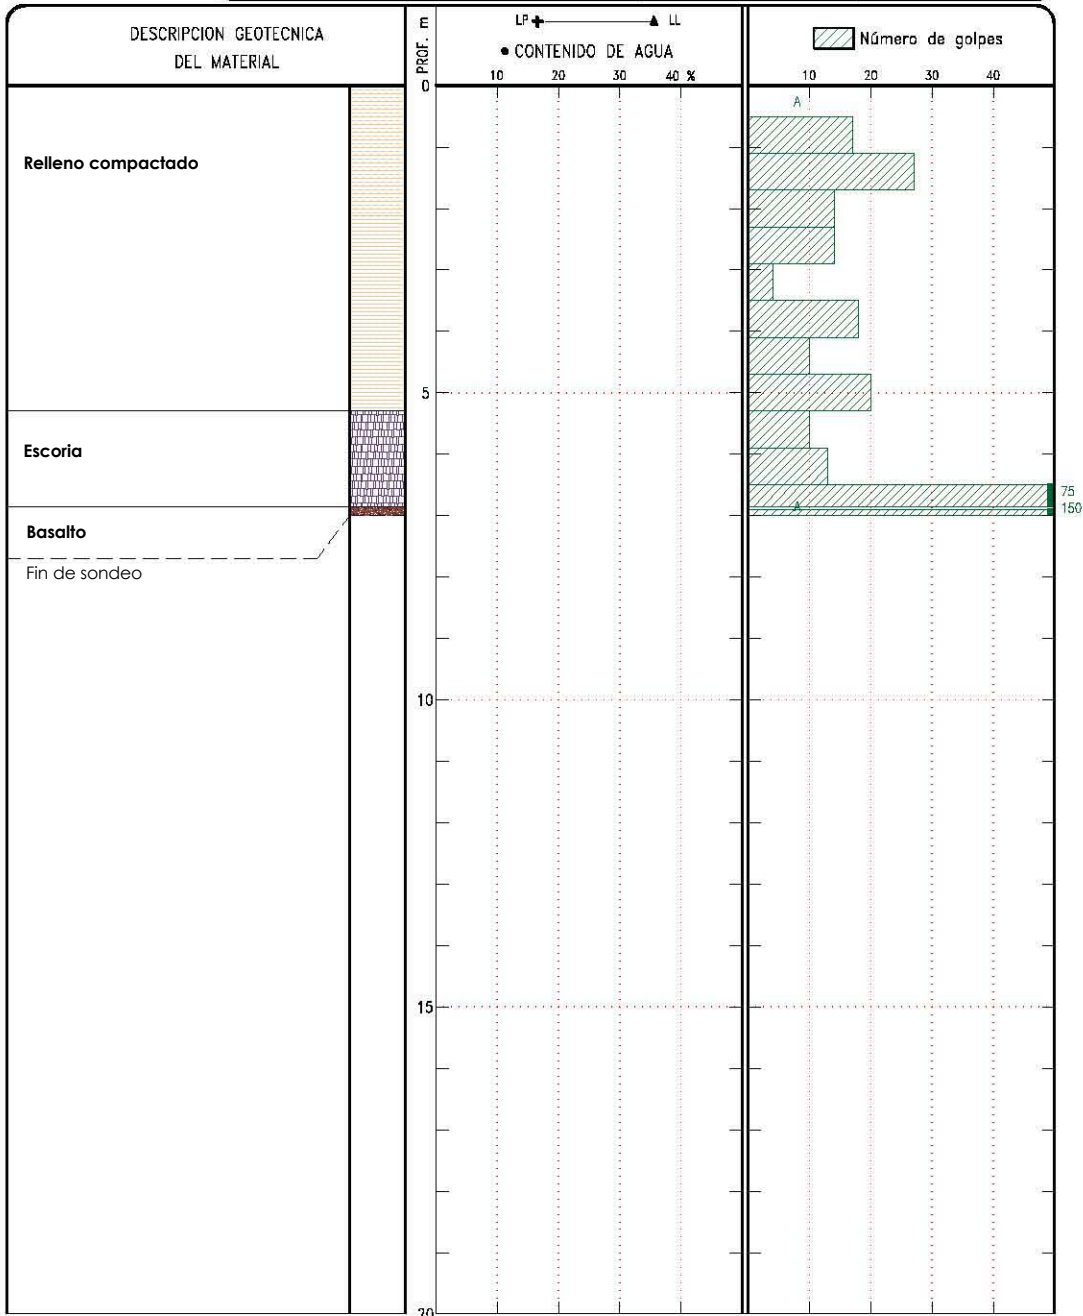 DESCRIPCION GEOTECNICA
DEL MATERIAL
PROF. m
LP LL
CONTENIDO DE AGUA
10 20 30 40 %
Número de golpes
10 20 30 40
0
A
Relleno compactado
5
Escoria
75
A
150
Basalto
Fin de sondeo
10
15
20